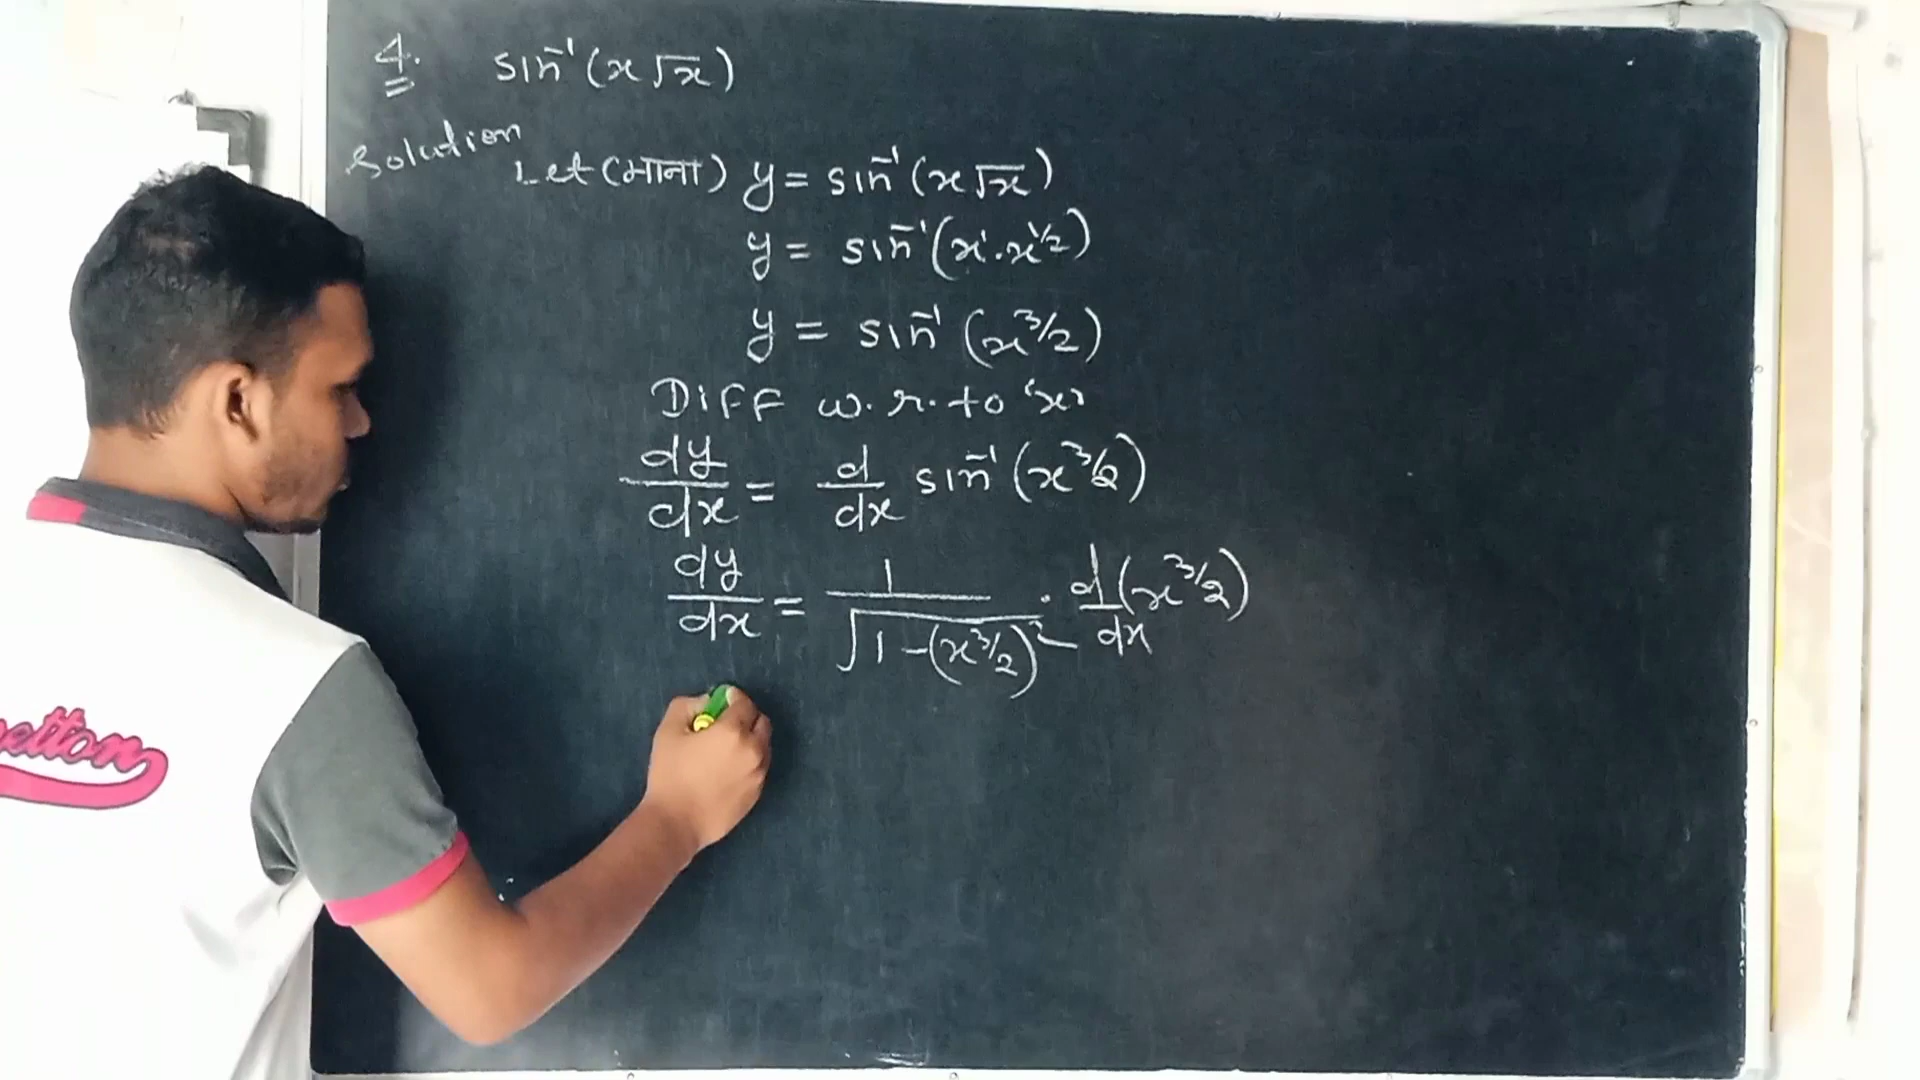 4. sin⁻¹(x√x)
Solution
Let (माना) y = sin⁻¹(x√x)
y = sin⁻¹(x¹.x^1/2)
y = sin⁻¹(x^3/2)
Diff w.r.to 'x'
dy/dx = d/dx sin⁻¹(x^3/2)
dy/dx = 1/√1-(x^3/2)² . d/dx(x^3/2)